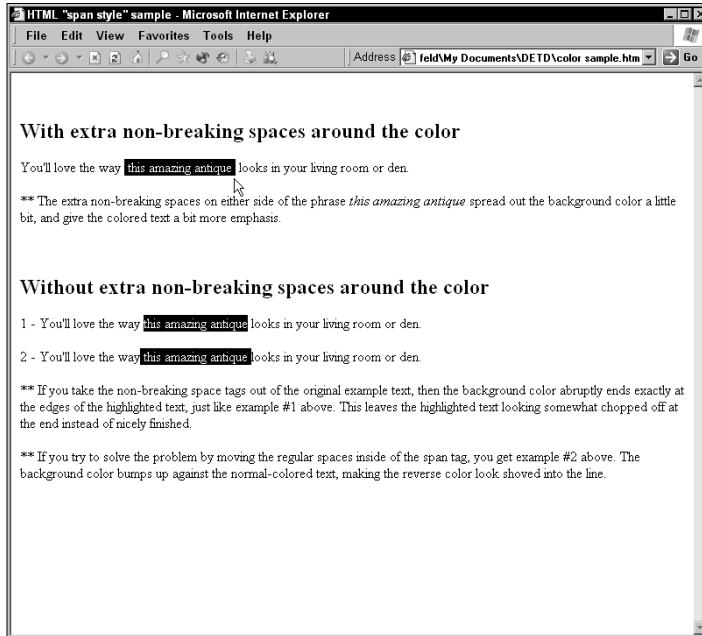 HTML "span style" sample - Microsoft Internet Explorer
File Edit View Favorites Tools Help
Address feld\My Documents\DETD\color sample.htm Go
With extra non-breaking spaces around the color
You'll love the way this amazing antique looks in your living room or den.
** The extra non-breaking spaces on either side of the phrase this amazing antique spread out the background color a little
bit, and give the colored text a bit more emphasis.
Without extra non-breaking spaces around the color
1 - You'll love the way this amazing antique looks in your living room or den.
2 - You'll love the way this amazing antique looks in your living room or den.
** If you take the non-breaking space tags out of the original example text, then the background color abruptly ends exactly at
the edges of the highlighted text, just like example #1 above. This leaves the highlighted text looking somewhat chopped off at
the end instead of nicely finished.
** If you try to solve the problem by moving the regular spaces inside of the span tag, you get example #2 above. The
background color bumps up against the normal-colored text, making the reverse color look shoved into the line.